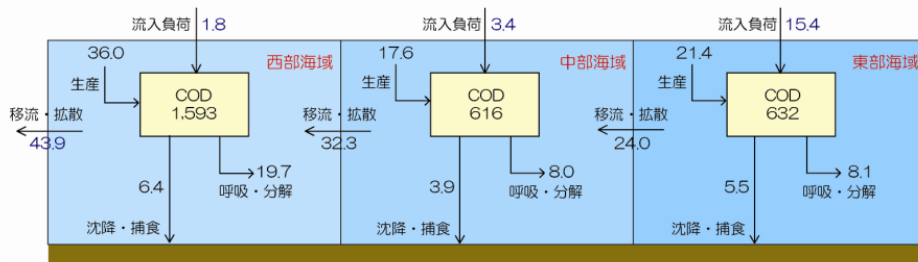 流入負荷 1.8
流入負荷 3.4
流入負荷 15.4
36.0
西部海域
17.6
中部海域
21.4
東部海域
生産
COD
1,593
生産
COD
616
生産
COD
632
移流・拡散
43.9
移流・拡散
32.3
移流・拡散
24.0
6.4
19.7
呼吸・分解
3.9
8.0
呼吸・分解
5.5
8.1
呼吸・分解
沈降・捕食
沈降・捕食
沈降・捕食